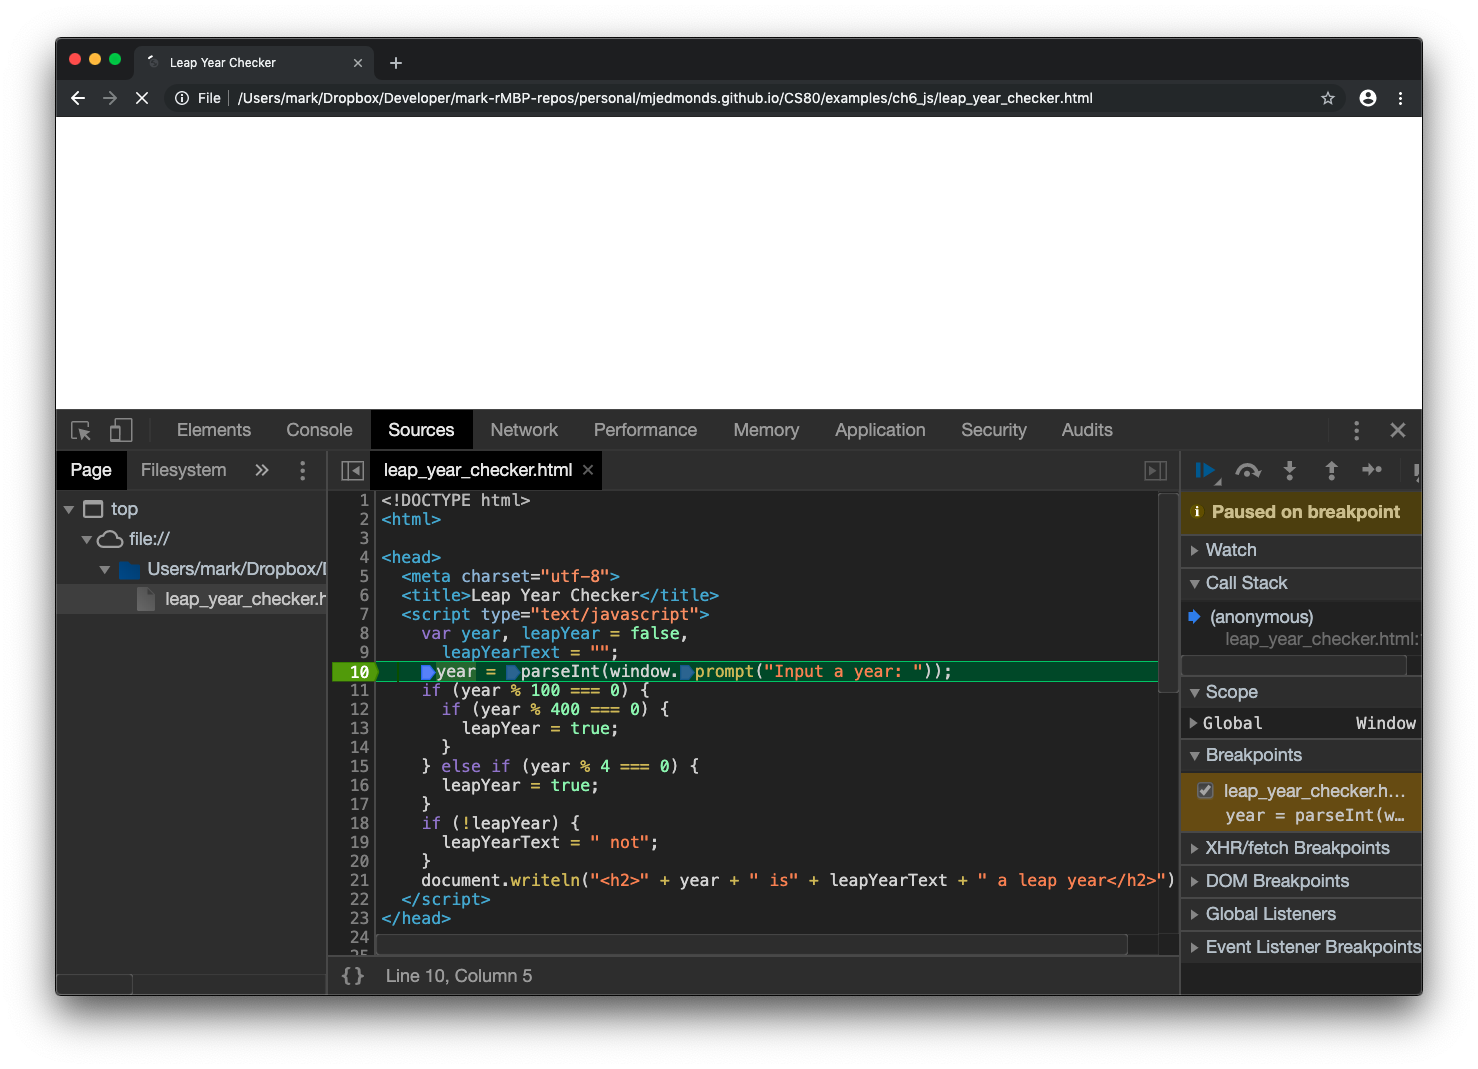 Leap Year Checker
File
/Users/mark/Dropbox/Developer/mark-rMBP-repos/personal/mjedmonds.github.io/CS80/examples/ch6_js/leap_year_checker.html
Elements Console Sources Network Performance Memory Application Security Audits
Page Filesystem
top
file://
Users/mark/Dropbox/
leap_year_checker.h
leap_year_checker.html
1 <!DOCTYPE html>
2 <html>
3
4 <head>
5 <meta charset="utf-8">
6 <title>Leap Year Checker</title>
7 <script type="text/javascript">
8 var year, leapYear = false,
9 leapYearText = "";
10 year = parseInt(window.prompt("Input a year: "));
11 if (year % 100 === 0) {
12 if (year % 400 === 0) {
13 leapYear = true;
14 }
15 } else if (year % 4 === 0) {
16 leapYear = true;
17 }
18 if (!leapYear) {
19 leapYearText = " not";
20 }
21 document.writeln("<h2>" + year + " is" + leapYearText + " a leap year</h2>")
22 </script>
23 </head>
24
25
{} Line 10, Column 5
Paused on breakpoint
Watch
Call Stack
(anonymous)
leap_year_checker.html:
Scope
Global Window
Breakpoints
leap_year_checker.h…
year = parseInt(w…
XHR/fetch Breakpoints
DOM Breakpoints
Global Listeners
Event Listener Breakpoints